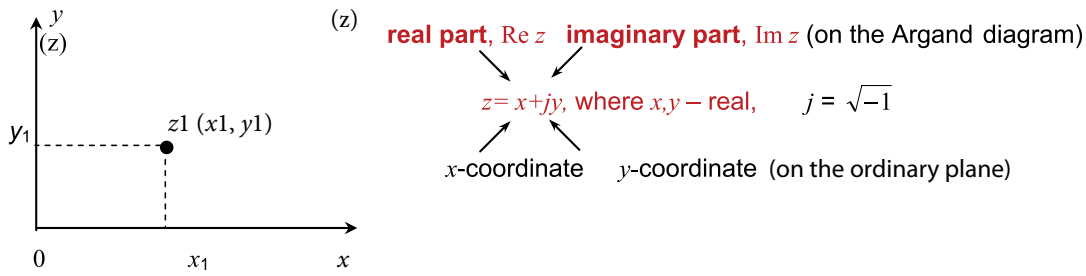 y
(z)
(z)
y₁
z1 (x1, y1)
0
x₁
x
real part, Re z imaginary part, Im z (on the Argand diagram)
z= x+jy, where x,y – real, j = √−1
x-coordinate y-coordinate (on the ordinary plane)